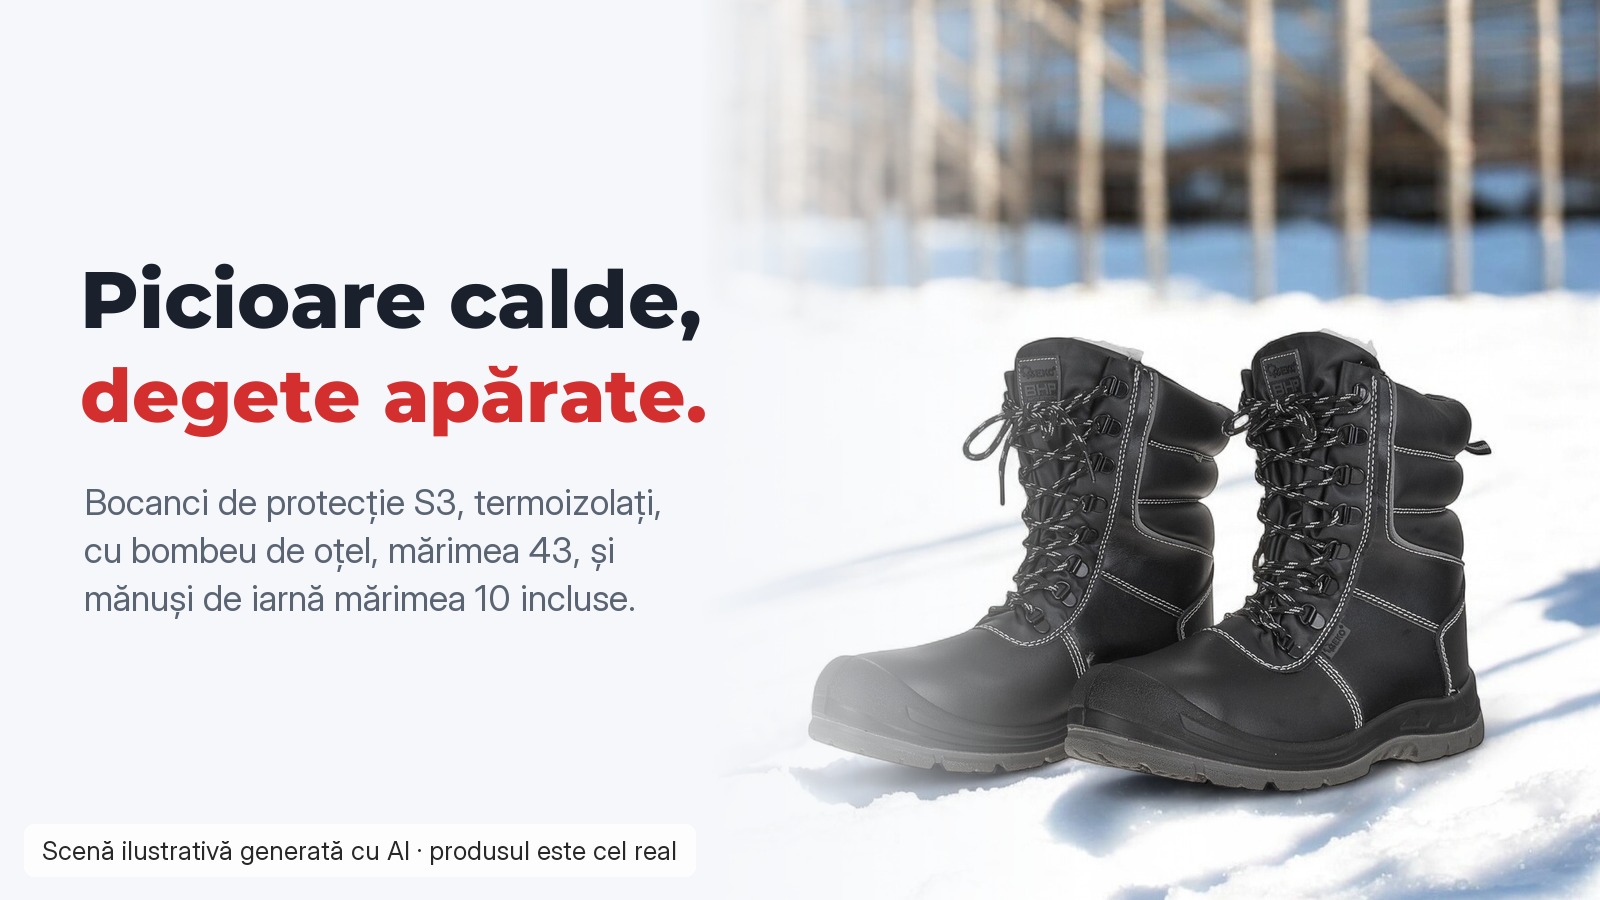 Picioare calde,
degete apărate.
Bocanci de protecție S3, termoizolați,
cu bombeu de oțel, mărimea 43, și
mănuși de iarnă mărimea 10 incluse.
BHP
Scenă ilustrativă generată cu AI · produsul este cel real